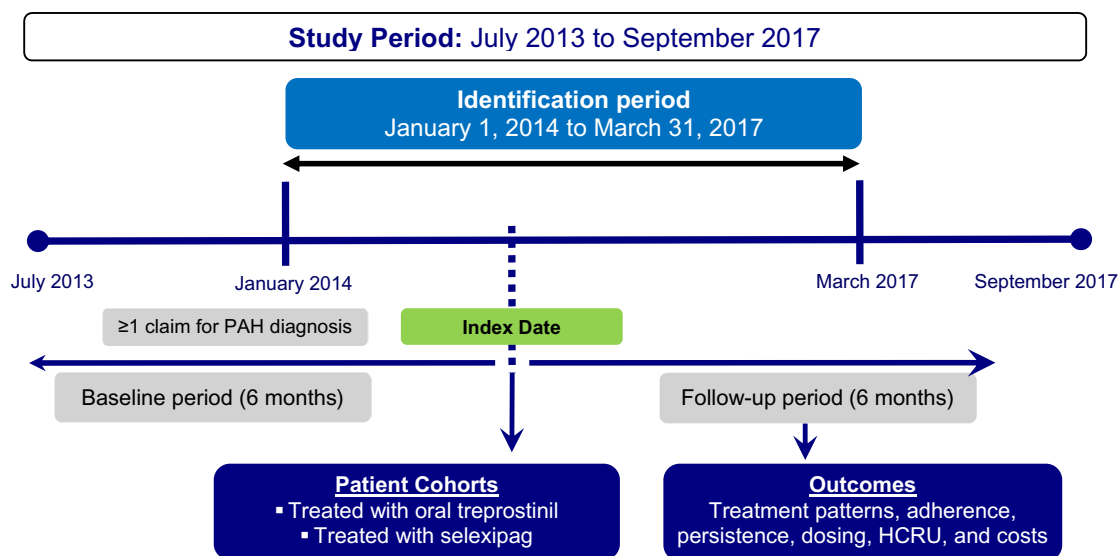 Study Period: July 2013 to September 2017
Identification period
January 1, 2014 to March 31, 2017
July 2013
January 2014
March 2017
September 2017
≥1 claim for PAH diagnosis
Index Date
Baseline period (6 months)
Follow-up period (6 months)
Patient Cohorts
▪ Treated with oral treprostinil
▪ Treated with selexipag
Outcomes
Treatment patterns, adherence,
persistence, dosing, HCRU, and costs